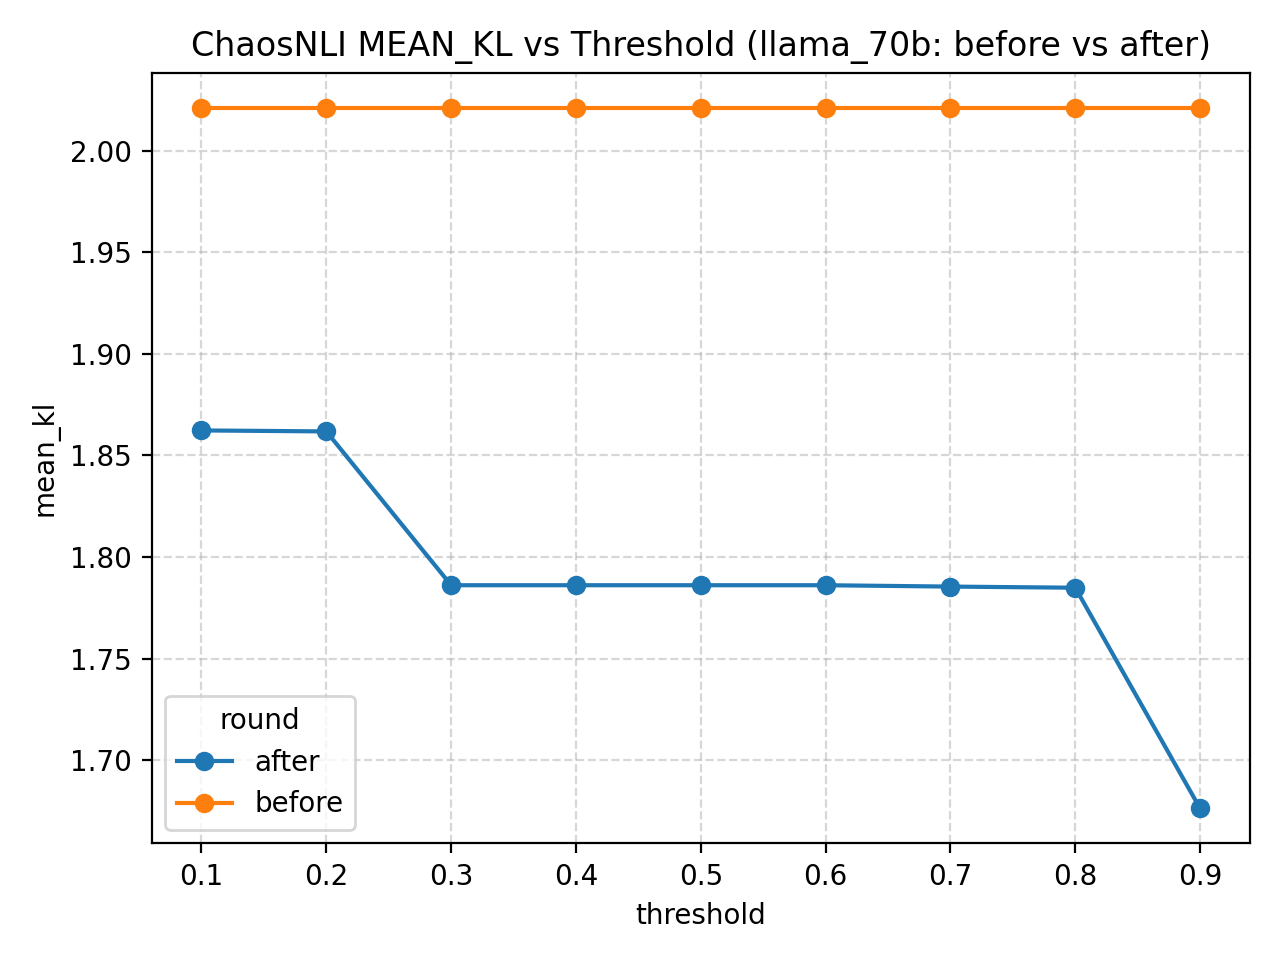 ChaosNLI MEAN_KL vs Threshold (llama_70b: before vs after)
mean_kl
2.00
1.95
1.90
1.85
1.80
1.75
1.70
round
after
before
0.1 0.2 0.3 0.4 0.5 0.6 0.7 0.8 0.9
threshold